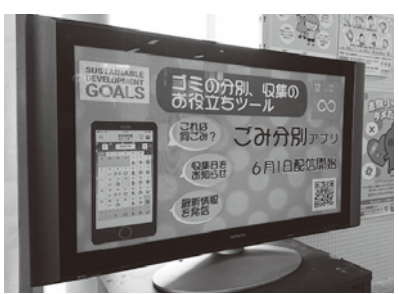 SUSTAINABLE
DEVELOPMENT
GOALS
ゴミの分別、収集の
お役立ちツール
12
これは
何ごみ?
ごみ分別アプリ
収集日を
お知らせ
6月1日配信開始
最新情報
を発信
HITACHI